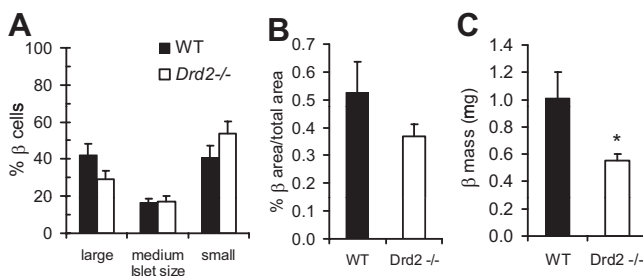 A
WT
Drd2-/-
% β cells
100
80
60
40
20
0
large medium small
Islet size
B
% β area/total area
0.7
0.6
0.5
0.4
0.3
0.2
0.1
0.0
WT Drd2 -/-
C
β mass (mg)
1.4
1.2
1.0
0.8
0.6
0.4
0.2
0.0
*
WT Drd2 -/-